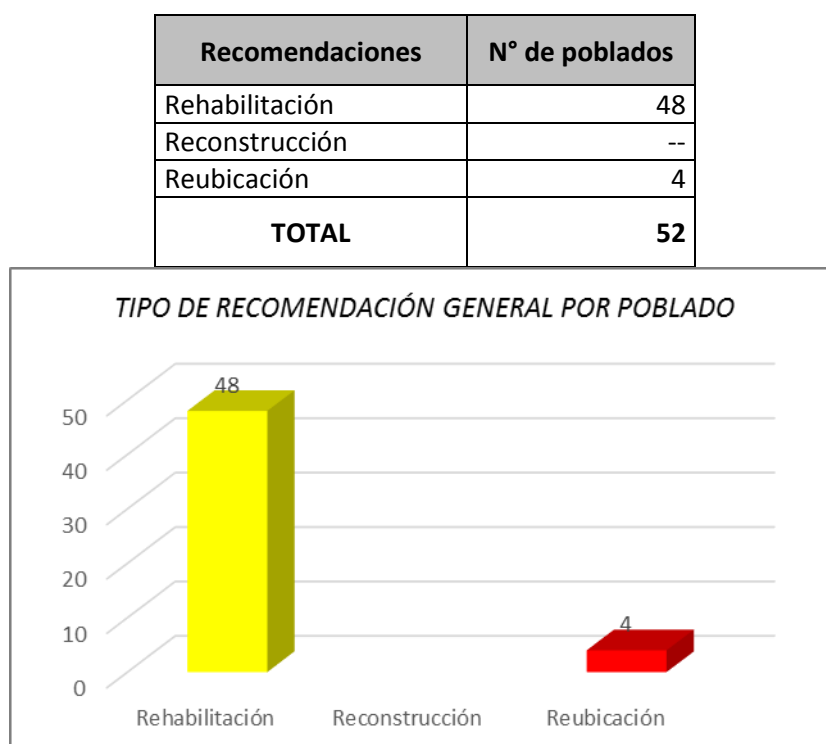 Recomendaciones N° de poblados
Rehabilitación 48
Reconstrucción --
Reubicación 4
TOTAL 52
TIPO DE RECOMENDACIÓN GENERAL POR POBLADO
48
50
40
30
20
10
4
0
Rehabilitación Reconstrucción Reubicación